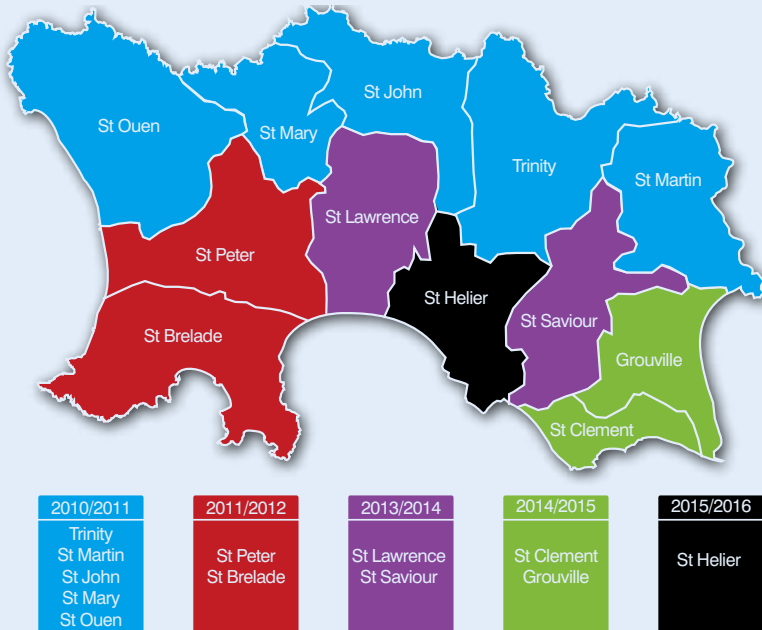 St John
St Ouen
St Mary
Trinity
St Martin
St Lawrence
St Peter
St Helier
St Saviour
St Brelade
Grouville
St Clement
2010/2011
Trinity
St Martin
St John
St Mary
St Ouen
2011/2012
St Peter
St Brelade
2013/2014
St Lawrence
St Saviour
2014/2015
St Clement
Grouville
2015/2016
St Helier